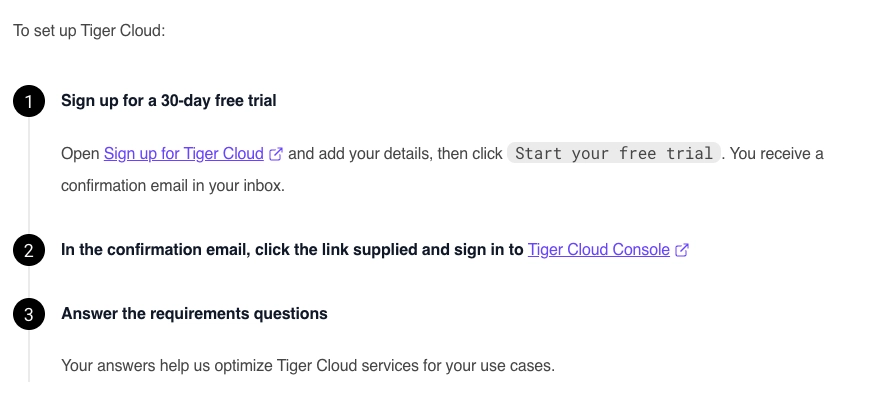 To set up Tiger Cloud:
1 Sign up for a 30-day free trial
Open Sign up for Tiger Cloud and add your details, then click Start your free trial. You receive a
confirmation email in your inbox.
2 In the confirmation email, click the link supplied and sign in to Tiger Cloud Console
3 Answer the requirements questions
Your answers help us optimize Tiger Cloud services for your use cases.